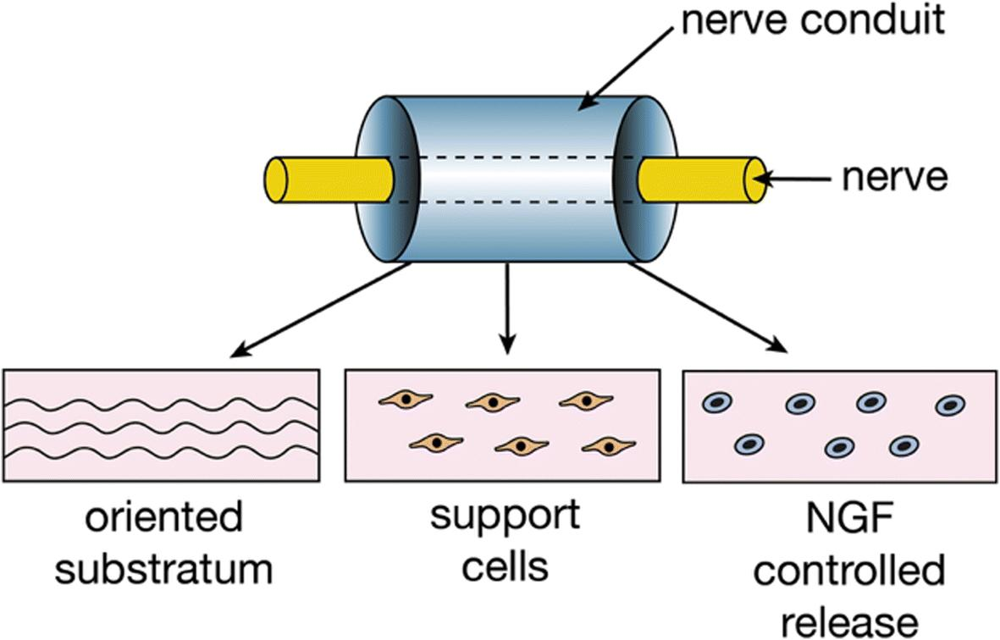 nerve conduit
nerve
oriented
substratum
support
cells
NGF
controlled
release